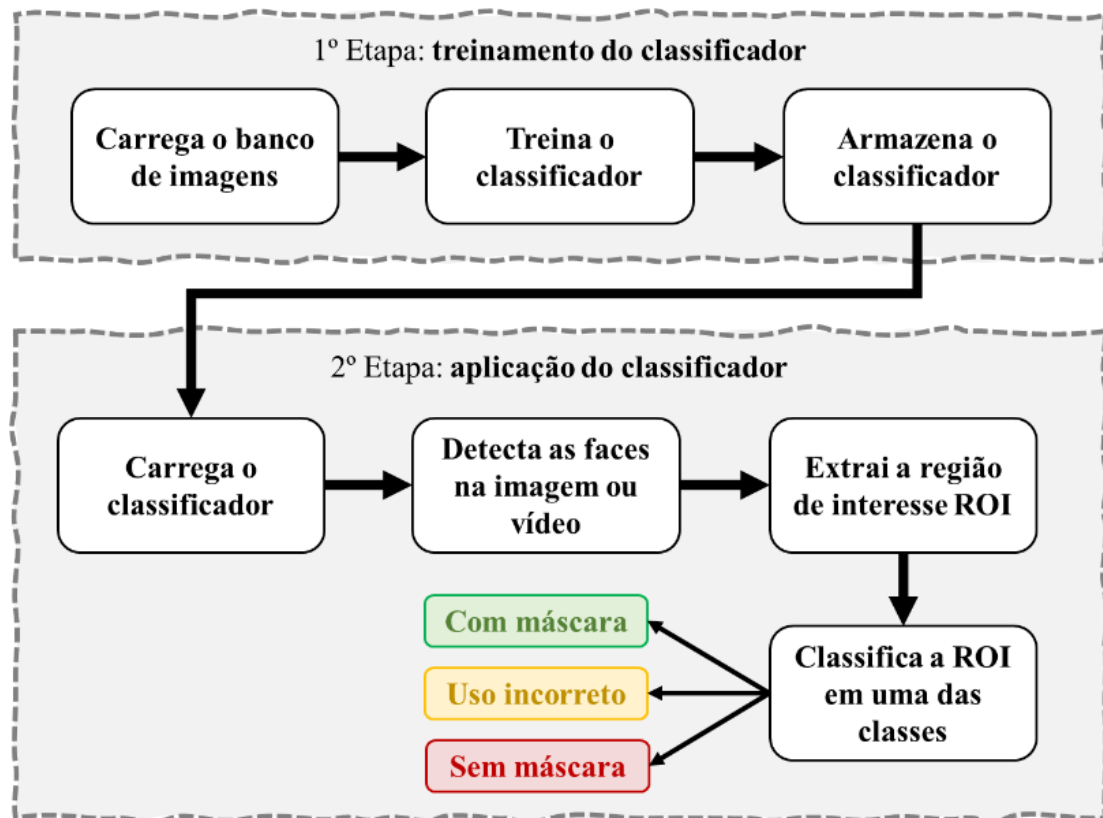 1º Etapa: treinamento do classificador
Carrega o banco
de imagens
Treina o
classificador
Armazena o
classificador
2º Etapa: aplicação do classificador
Carrega o
classificador
Detecta as faces
na imagem ou
vídeo
Extrai a região
de interesse ROI
Classifica a ROI
em uma das
classes
Com máscara
Uso incorreto
Sem máscara